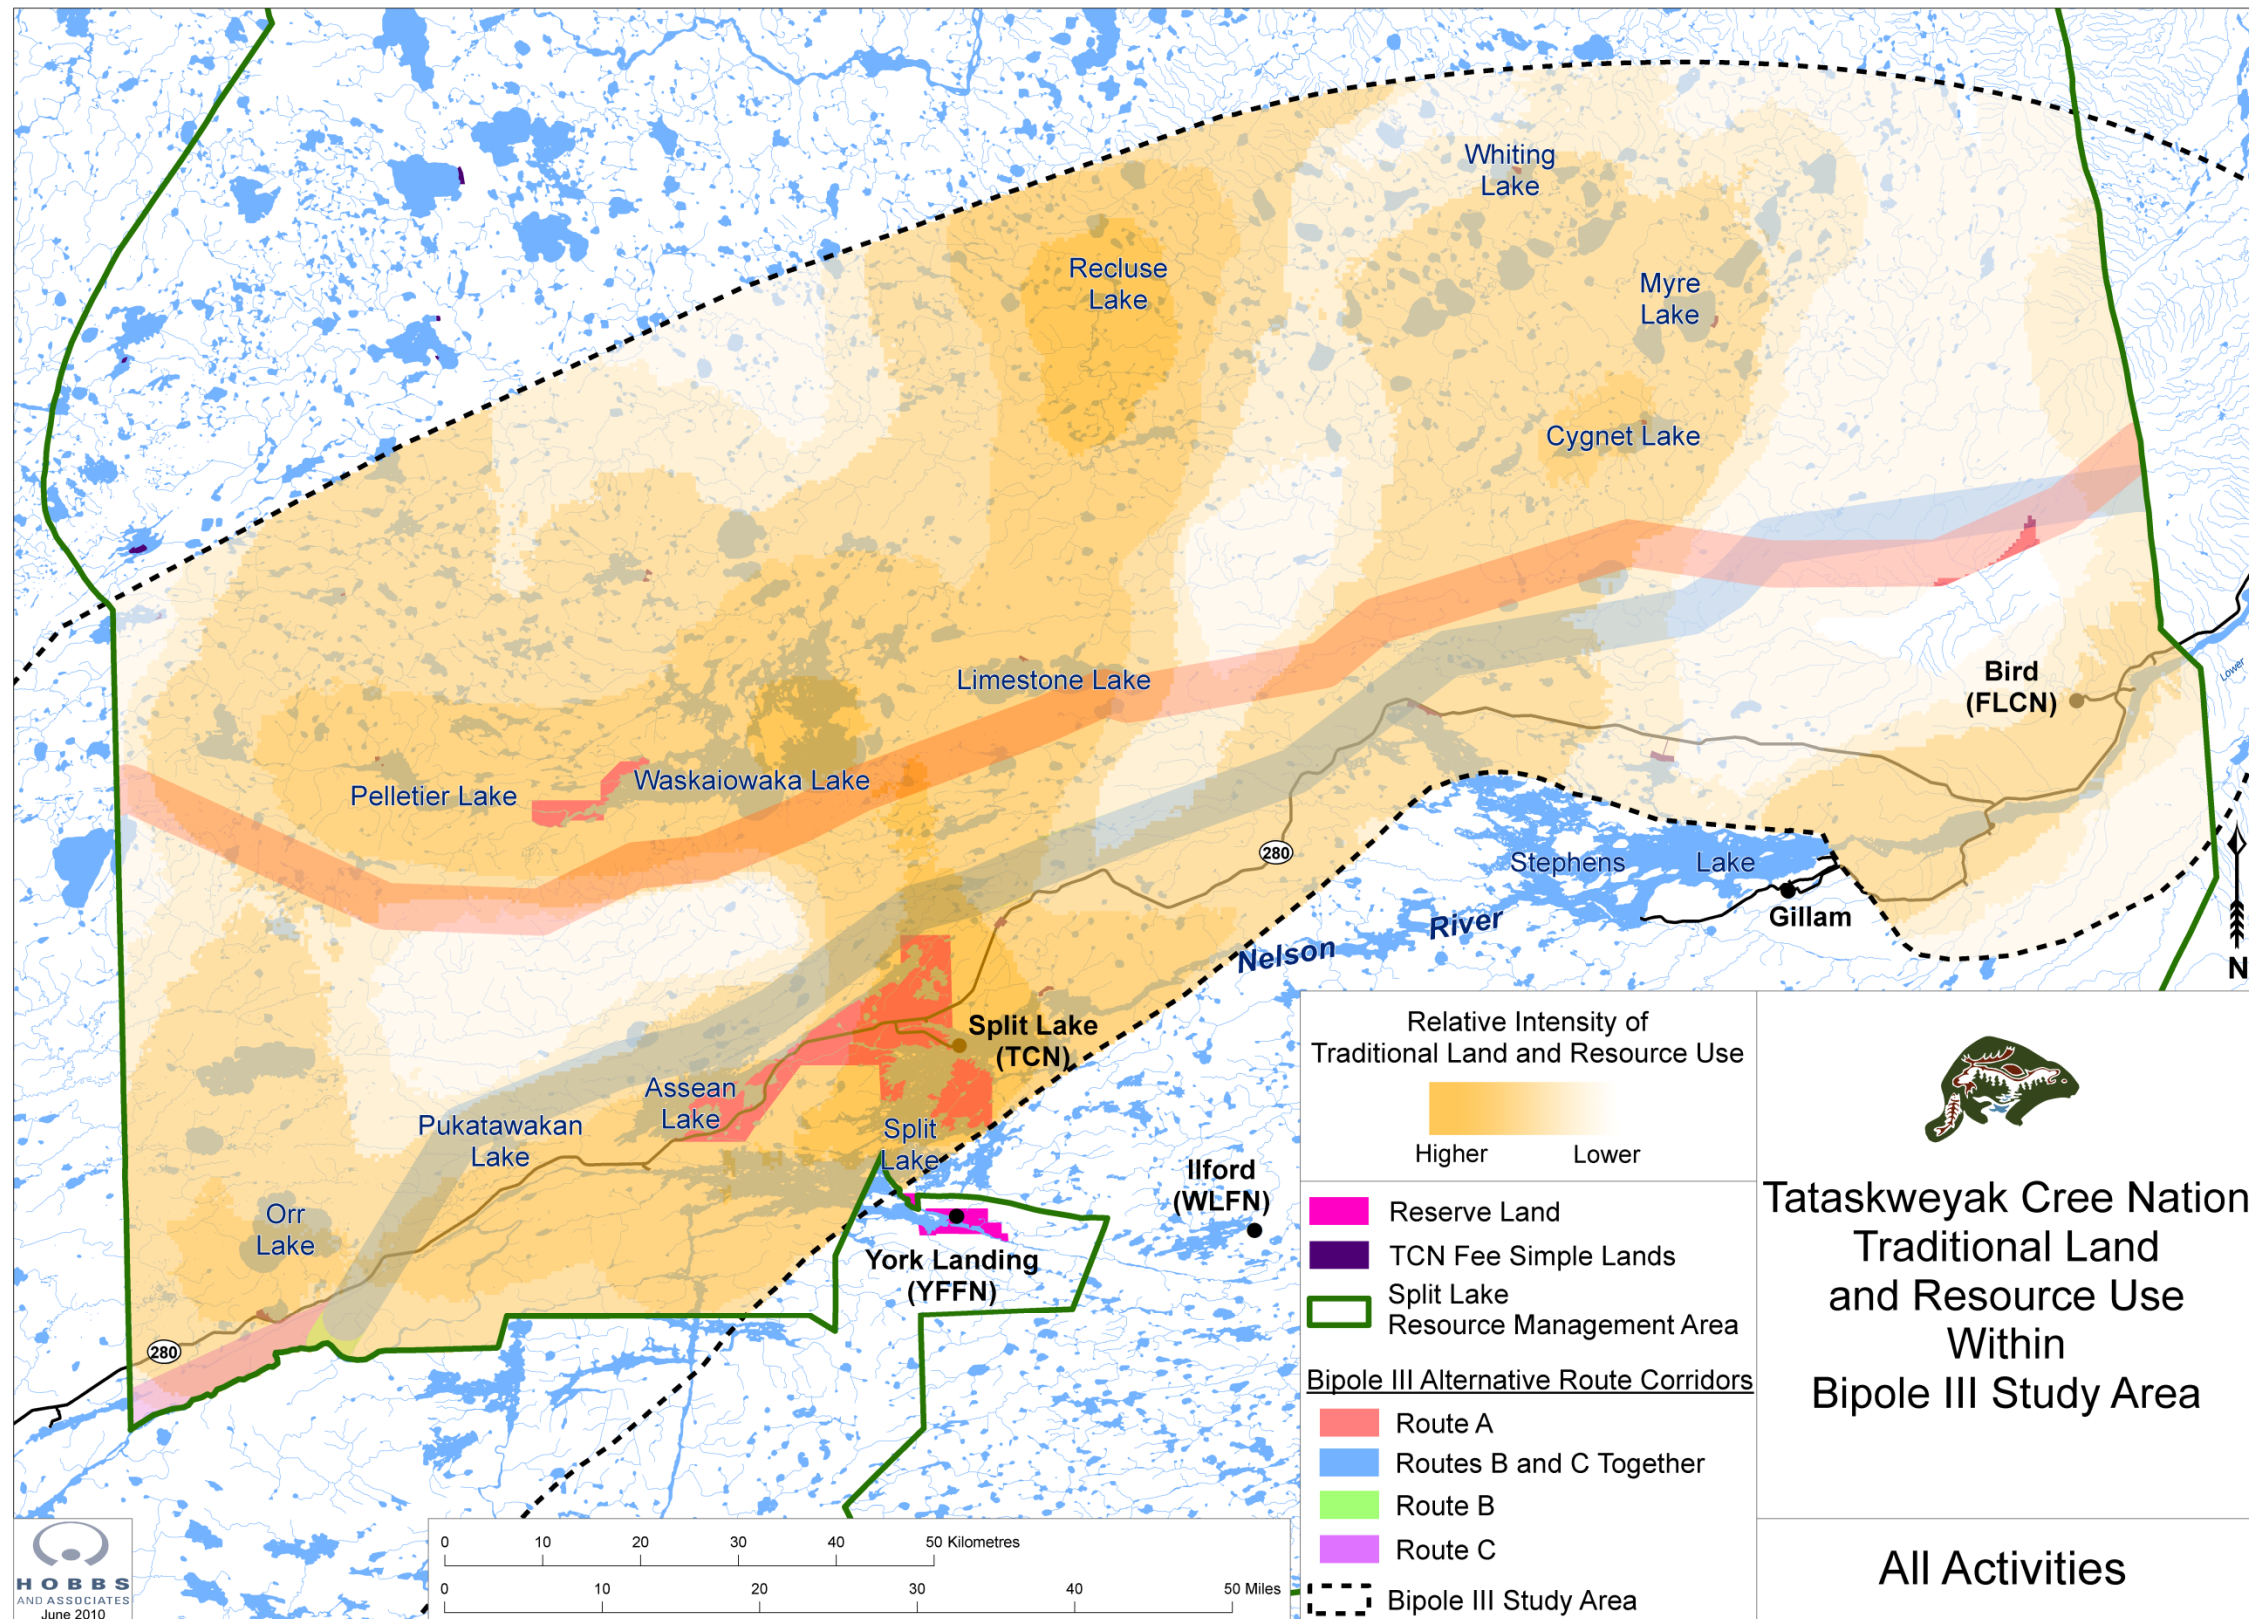 Whiting
Lake
Recluse
Lake
Myre
Lake
Cygnet Lake
Limestone Lake
Bird
(FLCN)
Lower
Pelletier Lake
Waskaiowaka Lake
280
Stephens Lake
Gillam
Nelson River
N
Split Lake
(TCN)
Assean
Lake
Pukatawakan
Lake
Split
Lake
Ilford
(WLFN)
Orr
Lake
York Landing
(YFFN)
280
Relative Intensity of
Traditional Land and Resource Use
Higher Lower
Reserve Land
TCN Fee Simple Lands
Split Lake
Resource Management Area
Bipole III Alternative Route Corridors
Route A
Routes B and C Together
Route B
Route C
Bipole III Study Area
Tataskweyak Cree Nation
Traditional Land
and Resource Use
Within
Bipole III Study Area
All Activities
HOBBS
AND ASSOCIATES
June 2010
0 10 20 30 40 50 Kilometres
0 10 20 30 40 50 Miles